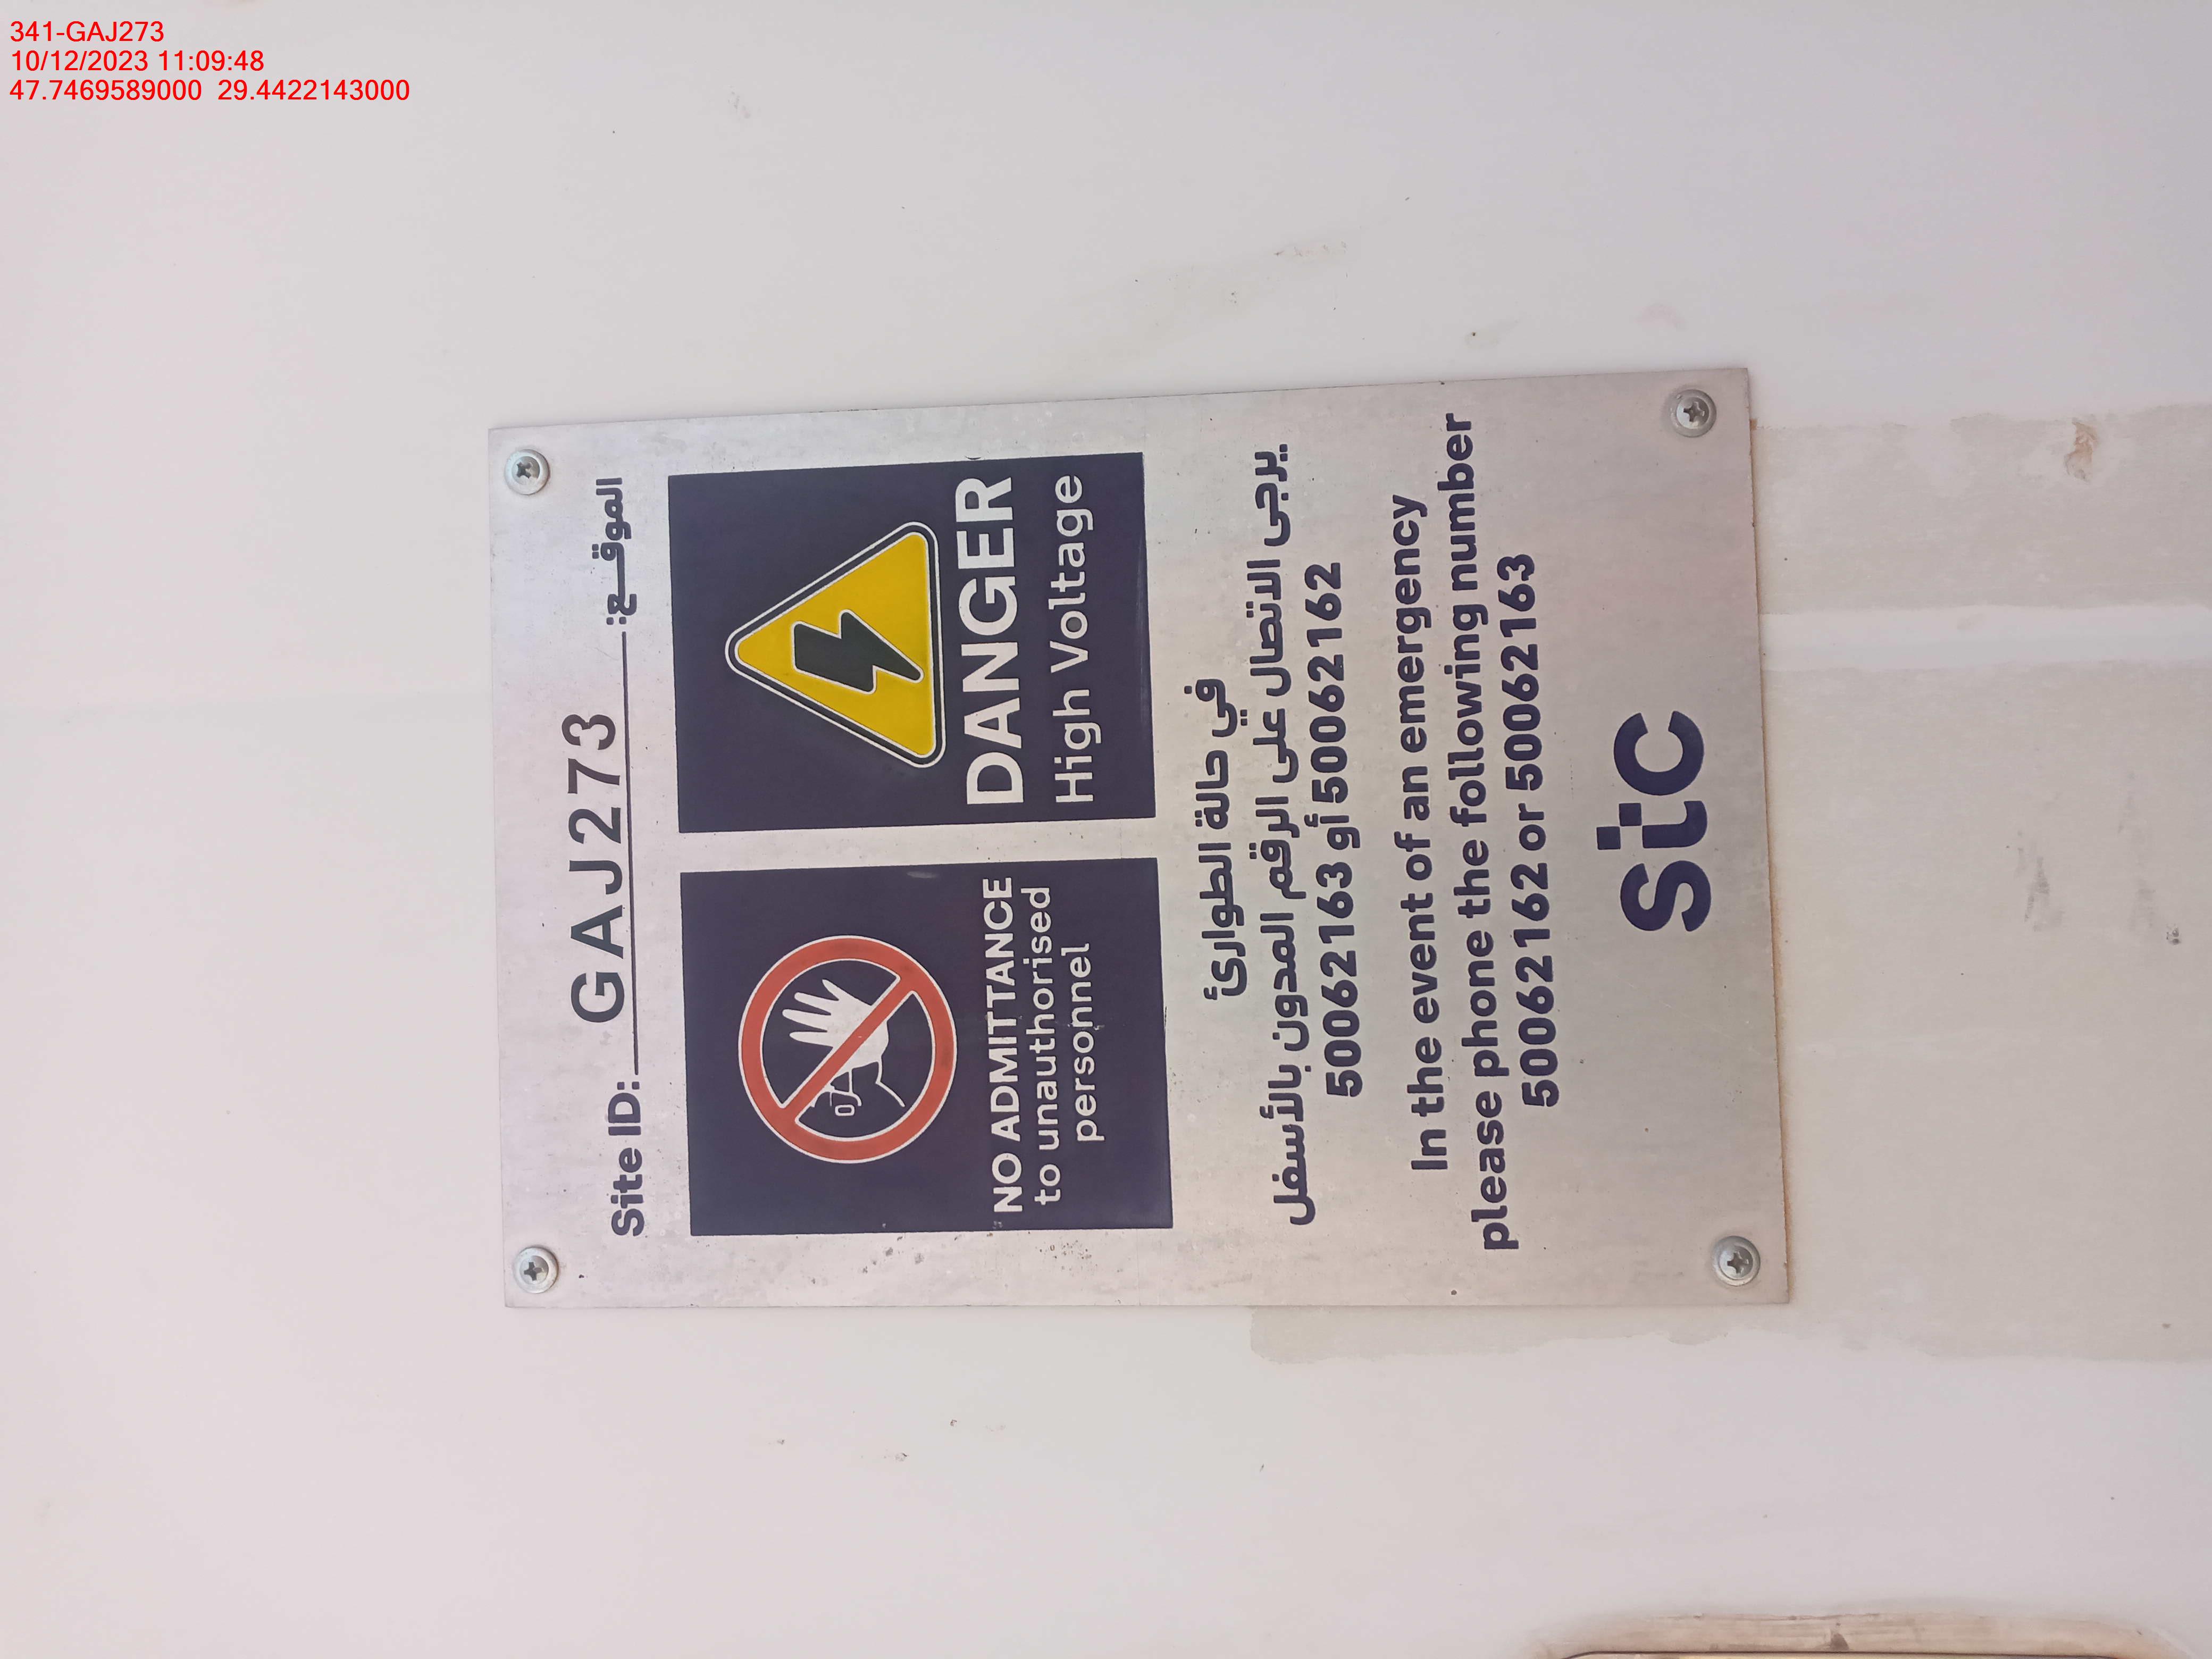 341-GAJ273
10/12/2023 11:09:48
47.7469589000 29.4422143000
Site ID: GAJ273 الموقـــع:
NO ADMITTANCE
to unauthorised
personnel
DANGER
High Voltage
في حالة الطوارئ
يرجى الاتصال على الرقم المدون بالأسفل
50062163 أو 50062162
In the event of an emergency
please phone the following number
50062162 or 50062163
stc